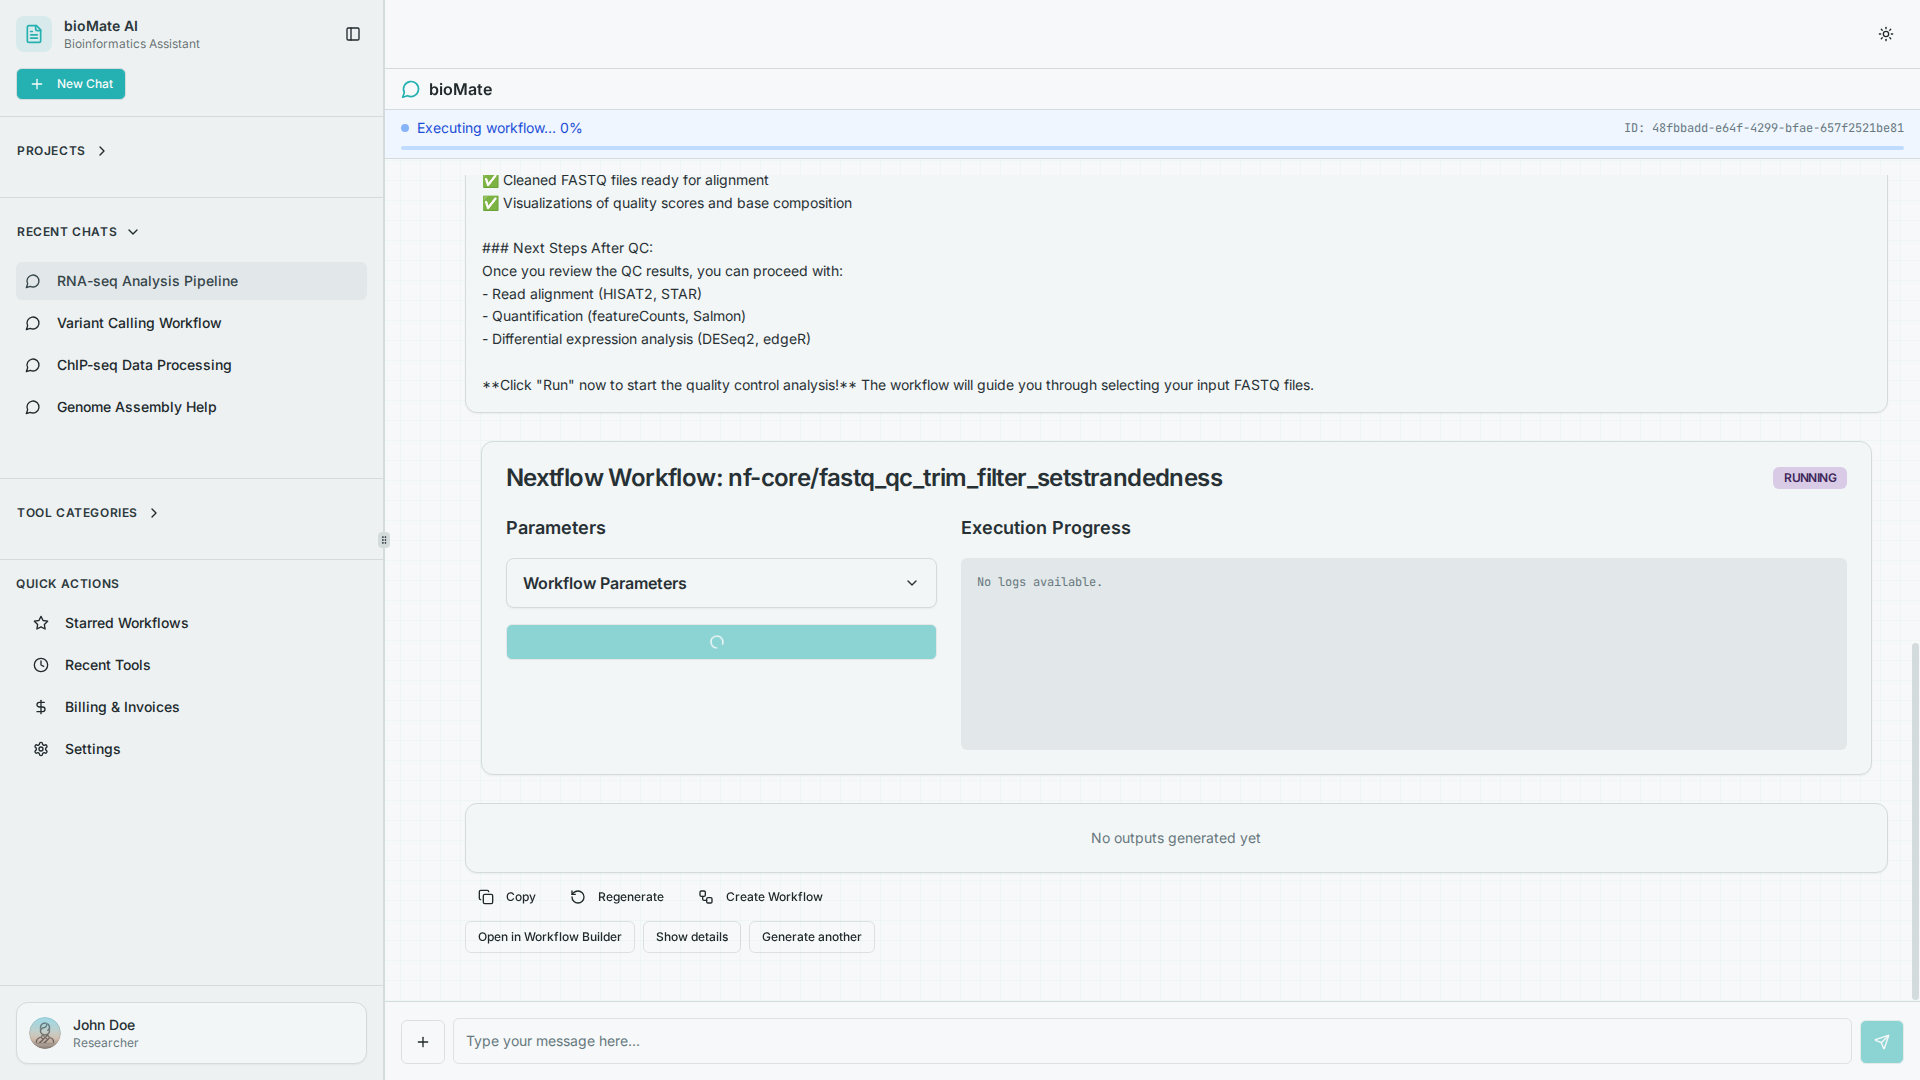 bioMate AI
Bioinformatics Assistant
New Chat
PROJECTS
RECENT CHATS
RNA-seq Analysis Pipeline
Variant Calling Workflow
ChIP-seq Data Processing
Genome Assembly Help
TOOL CATEGORIES
QUICK ACTIONS
Starred Workflows
Recent Tools
Billing & Invoices
Settings
John Doe
Researcher
bioMate
Executing workflow... 0%
ID: 48fbbadd-e64f-4299-bfae-657f2521be81
✅ Cleaned FASTQ files ready for alignment
✅ Visualizations of quality scores and base composition
### Next Steps After QC:
Once you review the QC results, you can proceed with:
- Read alignment (HISAT2, STAR)
- Quantification (featureCounts, Salmon)
- Differential expression analysis (DESeq2, edgeR)
**Click "Run" now to start the quality control analysis!** The workflow will guide you through selecting your input FASTQ files.
Nextflow Workflow: nf-core/fastq_qc_trim_filter_setstrandedness
RUNNING
Parameters
Workflow Parameters
Execution Progress
No logs available.
No outputs generated yet
Copy
Regenerate
Create Workflow
Open in Workflow Builder
Show details
Generate another
Type your message here...